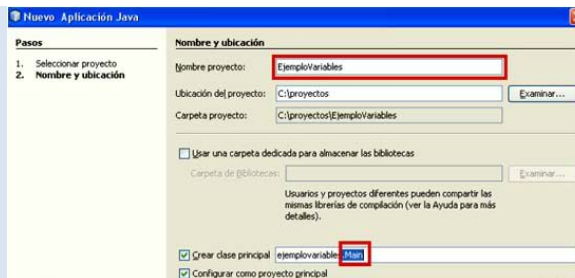 Nuevo Aplicación Java
Pasos
1. Seleccionar proyecto
2. Nombre y ubicación
Nombre y ubicación
Nombre proyecto: EjemploVariables
Ubicación del proyecto: C:\proyectos Examinar...
Carpeta proyecto: C:\proyectos\EjemploVariables
Usar una carpeta dedicada para almacenar las bibliotecas
Carpeta de Bibliotecas: Examinar...
Usuarios y proyectos diferentes pueden compartir las
mismas librerías de compilación (ver la Ayuda para más
detalles).
Crear clase principal ejemplovariables.Main
Configurar como proyecto principal